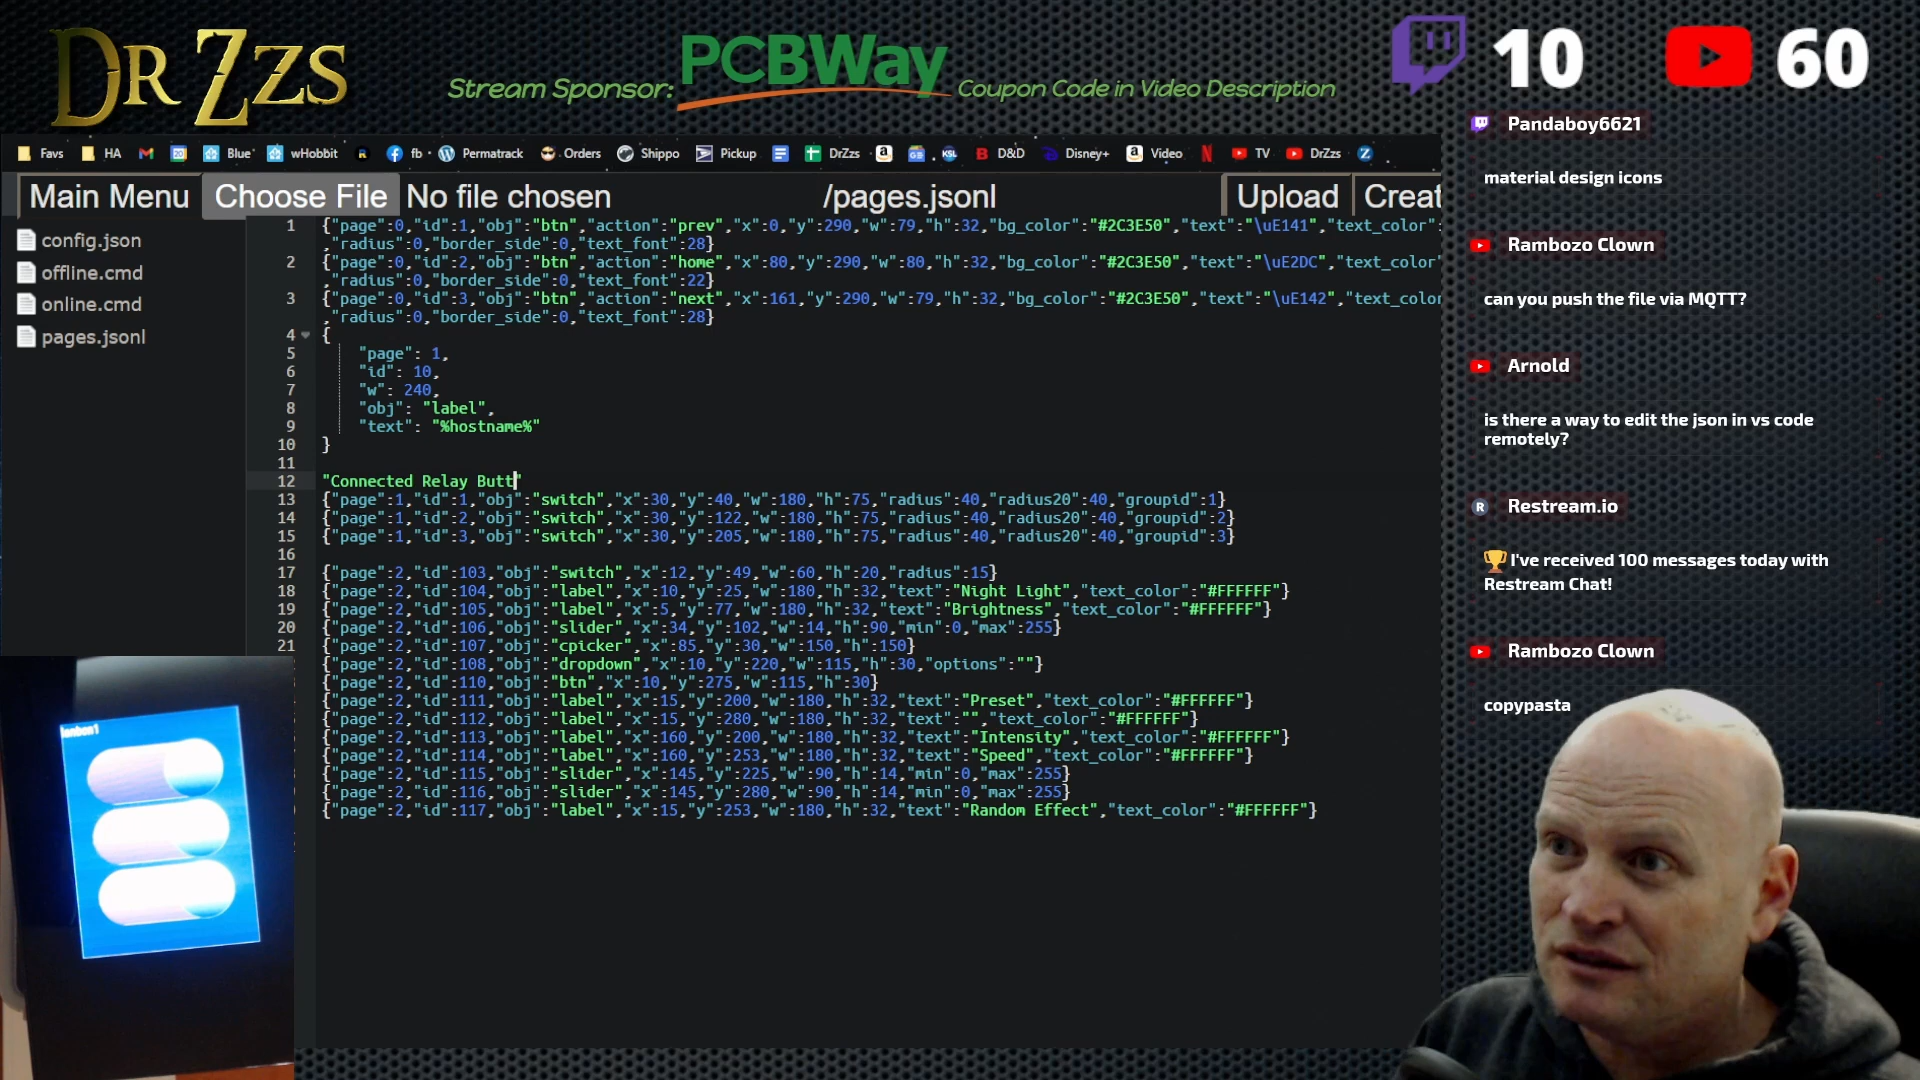 DR ZZS
Stream Sponsor: PCBWay Coupon Code in Video Description
10
60
Favs HA Blue wHobbit fb Permatrack Orders Shippo Pickup DrZzs KSL D&D Disney+ Video TV DrZzs
Main Menu Choose File No file chosen /pages.jsonl Upload Creat
config.json
offline.cmd
online.cmd
pages.jsonl
1 {"page":0,"id":1,"obj":"btn","action":"prev","x":0,"y":290,"w":79,"h":32,"bg_color":"#2C3E50","text":"\uE141","text_color":
,"radius":0,"border_side":0,"text_font":28}
2 {"page":0,"id":2,"obj":"btn","action":"home","x":80,"y":290,"w":80,"h":32,"bg_color":"#2C3E50","text":"\uE2DC","text_color"
,"radius":0,"border_side":0,"text_font":22}
3 {"page":0,"id":3,"obj":"btn","action":"next","x":161,"y":290,"w":79,"h":32,"bg_color":"#2C3E50","text":"\uE142","text_color
,"radius":0,"border_side":0,"text_font":28}
4 {
5 "page": 1,
6 "id": 10,
7 "w": 240,
8 "obj": "label",
9 "text": "%hostname%"
10 }
11
12 "Connected Relay Butt"
13 {"page":1,"id":1,"obj":"switch","x":30,"y":40,"w":180,"h":75,"radius":40,"radius20":40,"groupid":1}
14 {"page":1,"id":2,"obj":"switch","x":30,"y":122,"w":180,"h":75,"radius":40,"radius20":40,"groupid":2}
15 {"page":1,"id":3,"obj":"switch","x":30,"y":205,"w":180,"h":75,"radius":40,"radius20":40,"groupid":3}
16
17 {"page":2,"id":103,"obj":"switch","x":12,"y":49,"w":60,"h":20,"radius":15}
18 {"page":2,"id":104,"obj":"label","x":10,"y":25,"w":180,"h":32,"text":"Night Light","text_color":"#FFFFFF"}
19 {"page":2,"id":105,"obj":"label","x":5,"y":77,"w":180,"h":32,"text":"Brightness","text_color":"#FFFFFF"}
20 {"page":2,"id":106,"obj":"slider","x":34,"y":102,"w":14,"h":90,"min":0,"max":255}
21 {"page":2,"id":107,"obj":"cpicker","x":85,"y":30,"w":150,"h":150}
{"page":2,"id":108,"obj":"dropdown","x":10,"y":220,"w":115,"h":30,"options":""}
{"page":2,"id":110,"obj":"btn","x":10,"y":275,"w":115,"h":30}
{"page":2,"id":111,"obj":"label","x":15,"y":200,"w":180,"h":32,"text":"Preset","text_color":"#FFFFFF"}
{"page":2,"id":112,"obj":"label","x":15,"y":280,"w":180,"h":32,"text":"","text_color":"#FFFFFF"}
{"page":2,"id":113,"obj":"label","x":160,"y":200,"w":180,"h":32,"text":"Intensity","text_color":"#FFFFFF"}
{"page":2,"id":114,"obj":"label","x":160,"y":253,"w":180,"h":32,"text":"Speed","text_color":"#FFFFFF"}
{"page":2,"id":115,"obj":"slider","x":145,"y":225,"w":90,"h":14,"min":0,"max":255}
{"page":2,"id":116,"obj":"slider","x":145,"y":280,"w":90,"h":14,"min":0,"max":255}
{"page":2,"id":117,"obj":"label","x":15,"y":253,"w":180,"h":32,"text":"Random Effect","text_color":"#FFFFFF"}
lanbon1
Pandaboy6621
material design icons
Rambozo Clown
can you push the file via MQTT?
Arnold
is there a way to edit the json in vs code
remotely?
Restream.io
I've received 100 messages today with
Restream Chat!
Rambozo Clown
copypasta